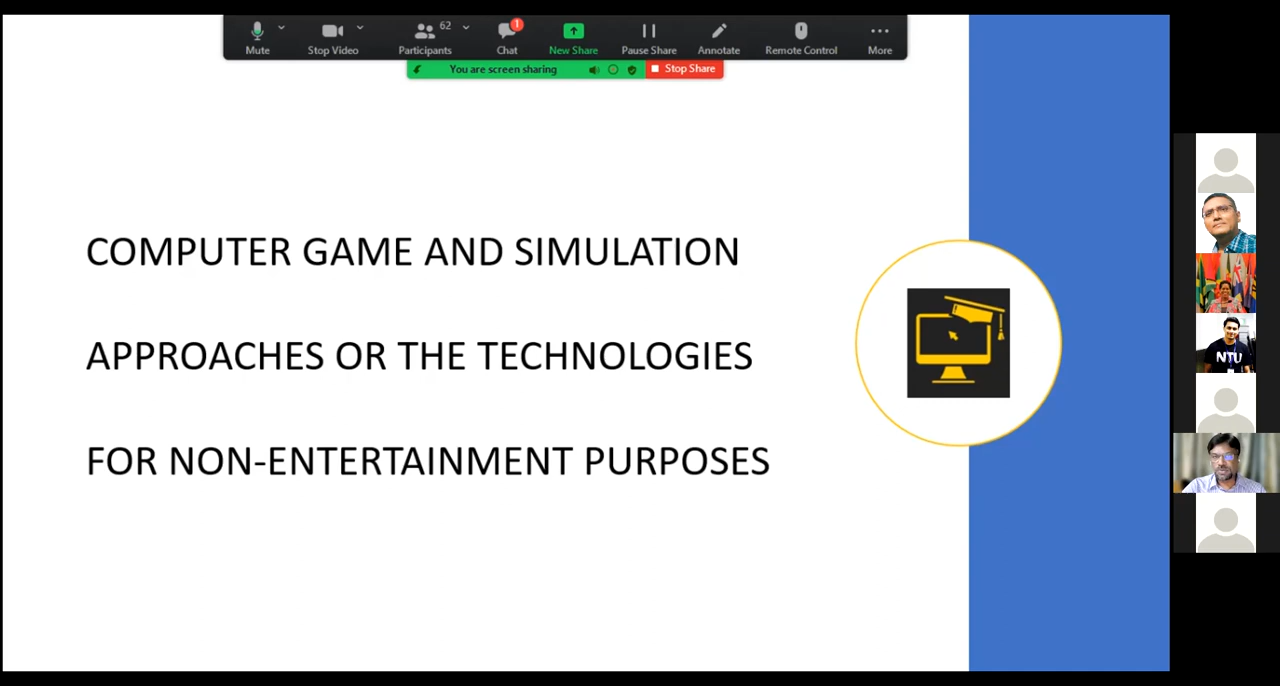 62
1
Mute
Stop Video
Participants
Chat
New Share
Pause Share
Annotate
Remote Control
More
You are screen sharing
Stop Share
COMPUTER GAME AND SIMULATION
APPROACHES OR THE TECHNOLOGIES
FOR NON-ENTERTAINMENT PURPOSES
NTU